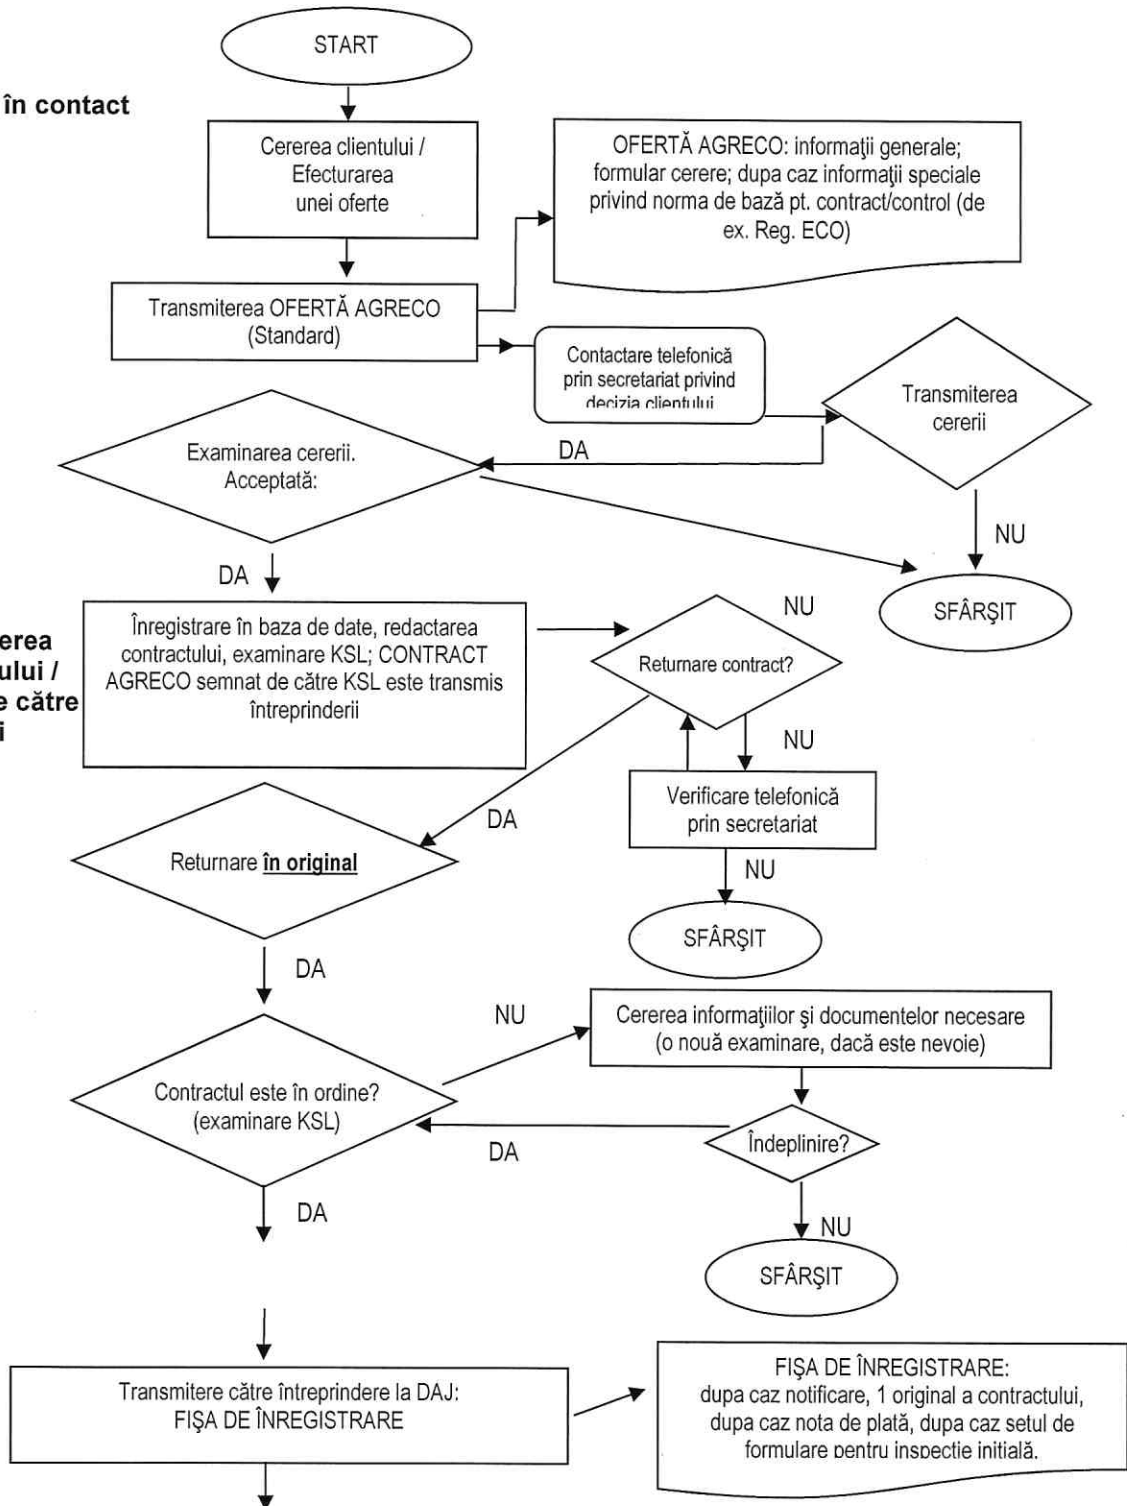 START
în contact
Cererea clientului /
Efecturarea
unei oferte
OFERTĂ AGRECO: informaţii generale;
formular cerere; dupa caz informaţii speciale
privind norma de bază pt. contract/control (de
ex. Reg. ECO)
Transmiterea OFERTĂ AGRECO
(Standard)
Contactare telefonică
prin secretariat privind
decizia clientului
Transmiterea
cererii
DA
Examinarea cererii.
Acceptată:
NU
DA
SFÂRŞIT
erea
ului /
e către
i
Înregistrare în baza de date, redactarea
contractului, examinare KSL; CONTRACT
AGRECO semnat de către KSL este transmis
întreprinderii
NU
Returnare contract?
NU
Verificare telefonică
prin secretariat
DA
Returnare în original
NU
SFÂRŞIT
DA
NU
Cererea informaţiilor şi documentelor necesare
(o nouă examinare, dacă este nevoie)
Contractul este în ordine?
(examinare KSL)
Îndeplinire?
DA
DA
NU
SFÂRŞIT
Transmitere către întreprindere la DAJ:
FIŞA DE ÎNREGISTRARE
FIŞA DE ÎNREGISTRARE:
dupa caz notificare, 1 original a contractului,
dupa caz nota de plată, dupa caz setul de
formulare pentru inspecţie iniţială.